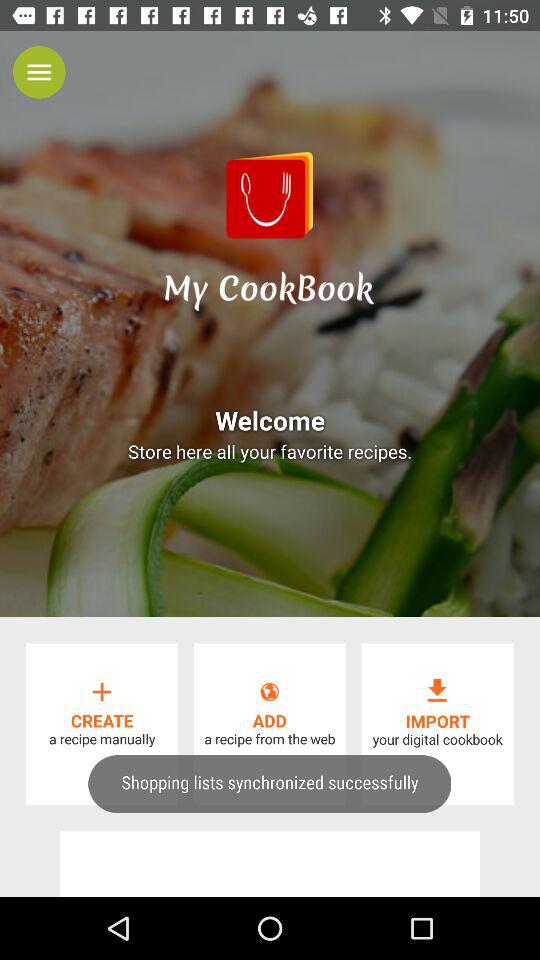 11:50
My CookBook
Welcome
Store here all your favorite recipes.
CREATE
a recipe manually
ADD
a recipe from the web
IMPORT
your digital cookbook
Shopping lists synchronized successfully